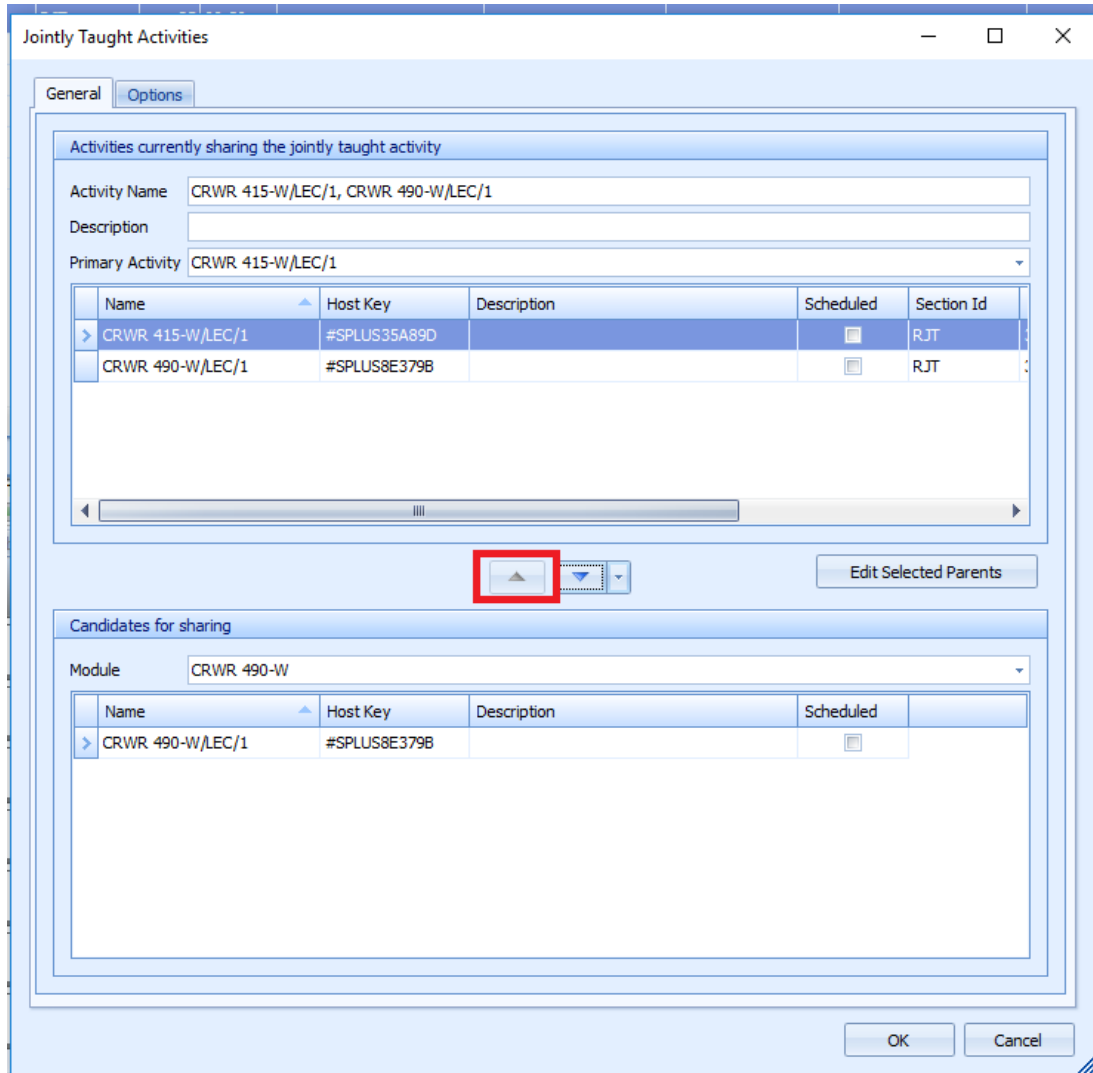 Jointly Taught Activities
General Options
Activities currently sharing the jointly taught activity
Activity Name CRWR 415-W/LEC/1, CRWR 490-W/LEC/1
Description
Primary Activity CRWR 415-W/LEC/1
Name Host Key Description Scheduled Section Id
CRWR 415-W/LEC/1 #SPLUS35A89D RJT
CRWR 490-W/LEC/1 #SPLUS8E379B RJT
Edit Selected Parents
Candidates for sharing
Module CRWR 490-W
Name Host Key Description Scheduled
CRWR 490-W/LEC/1 #SPLUS8E379B
OK Cancel